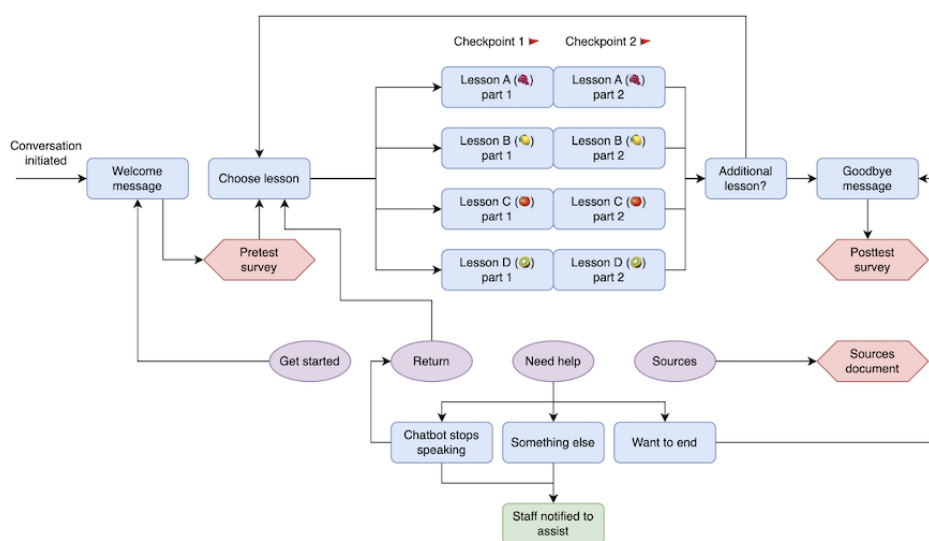 Checkpoint 1
Checkpoint 2
Lesson A (🍇)
part 1
Lesson A (🍇)
part 2
Conversation
initiated
Welcome
message
Choose lesson
Lesson B (🍋)
part 1
Lesson B (🍋)
part 2
Additional
lesson?
Goodbye
message
Lesson C (🍎)
part 1
Lesson C (🍎)
part 2
Pretest
survey
Lesson D (🥝)
part 1
Lesson D (🥝)
part 2
Posttest
survey
Get started
Return
Need help
Sources
Sources
document
Chatbot stops
speaking
Something else
Want to end
Staff notified to
assist